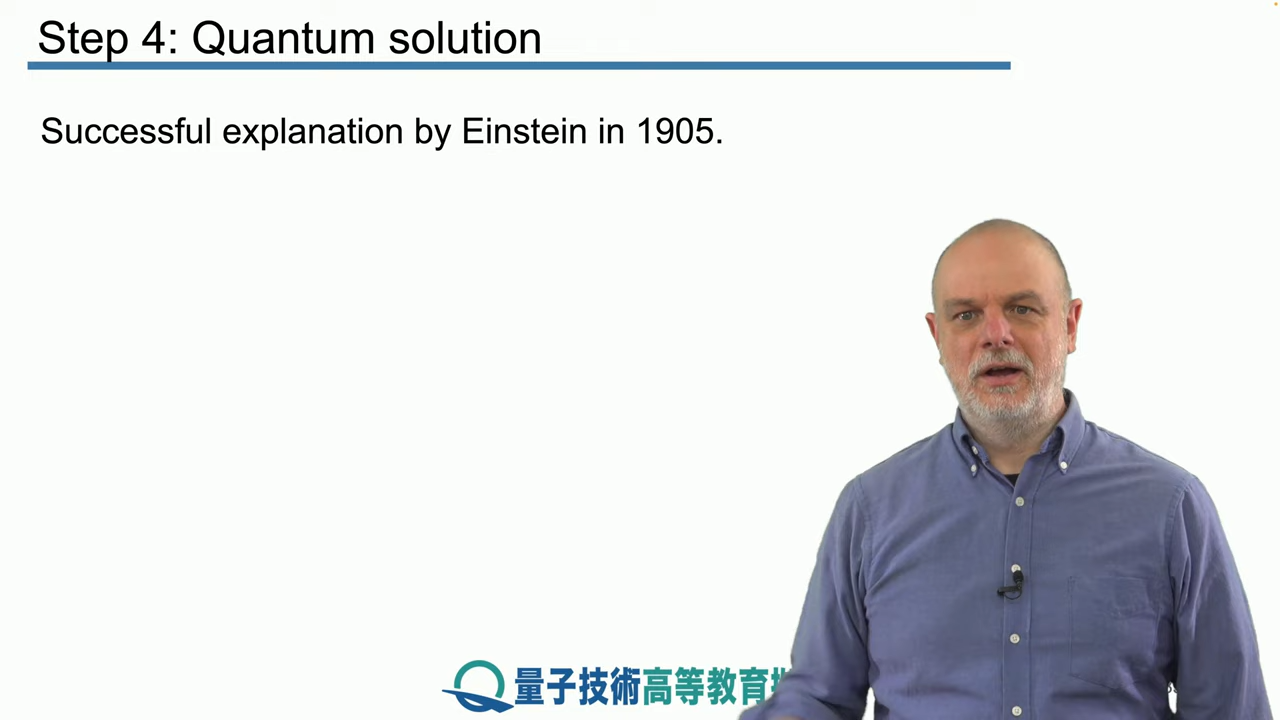 Step 4: Quantum solution
Successful explanation by Einstein in 1905.
量子技術高等教育